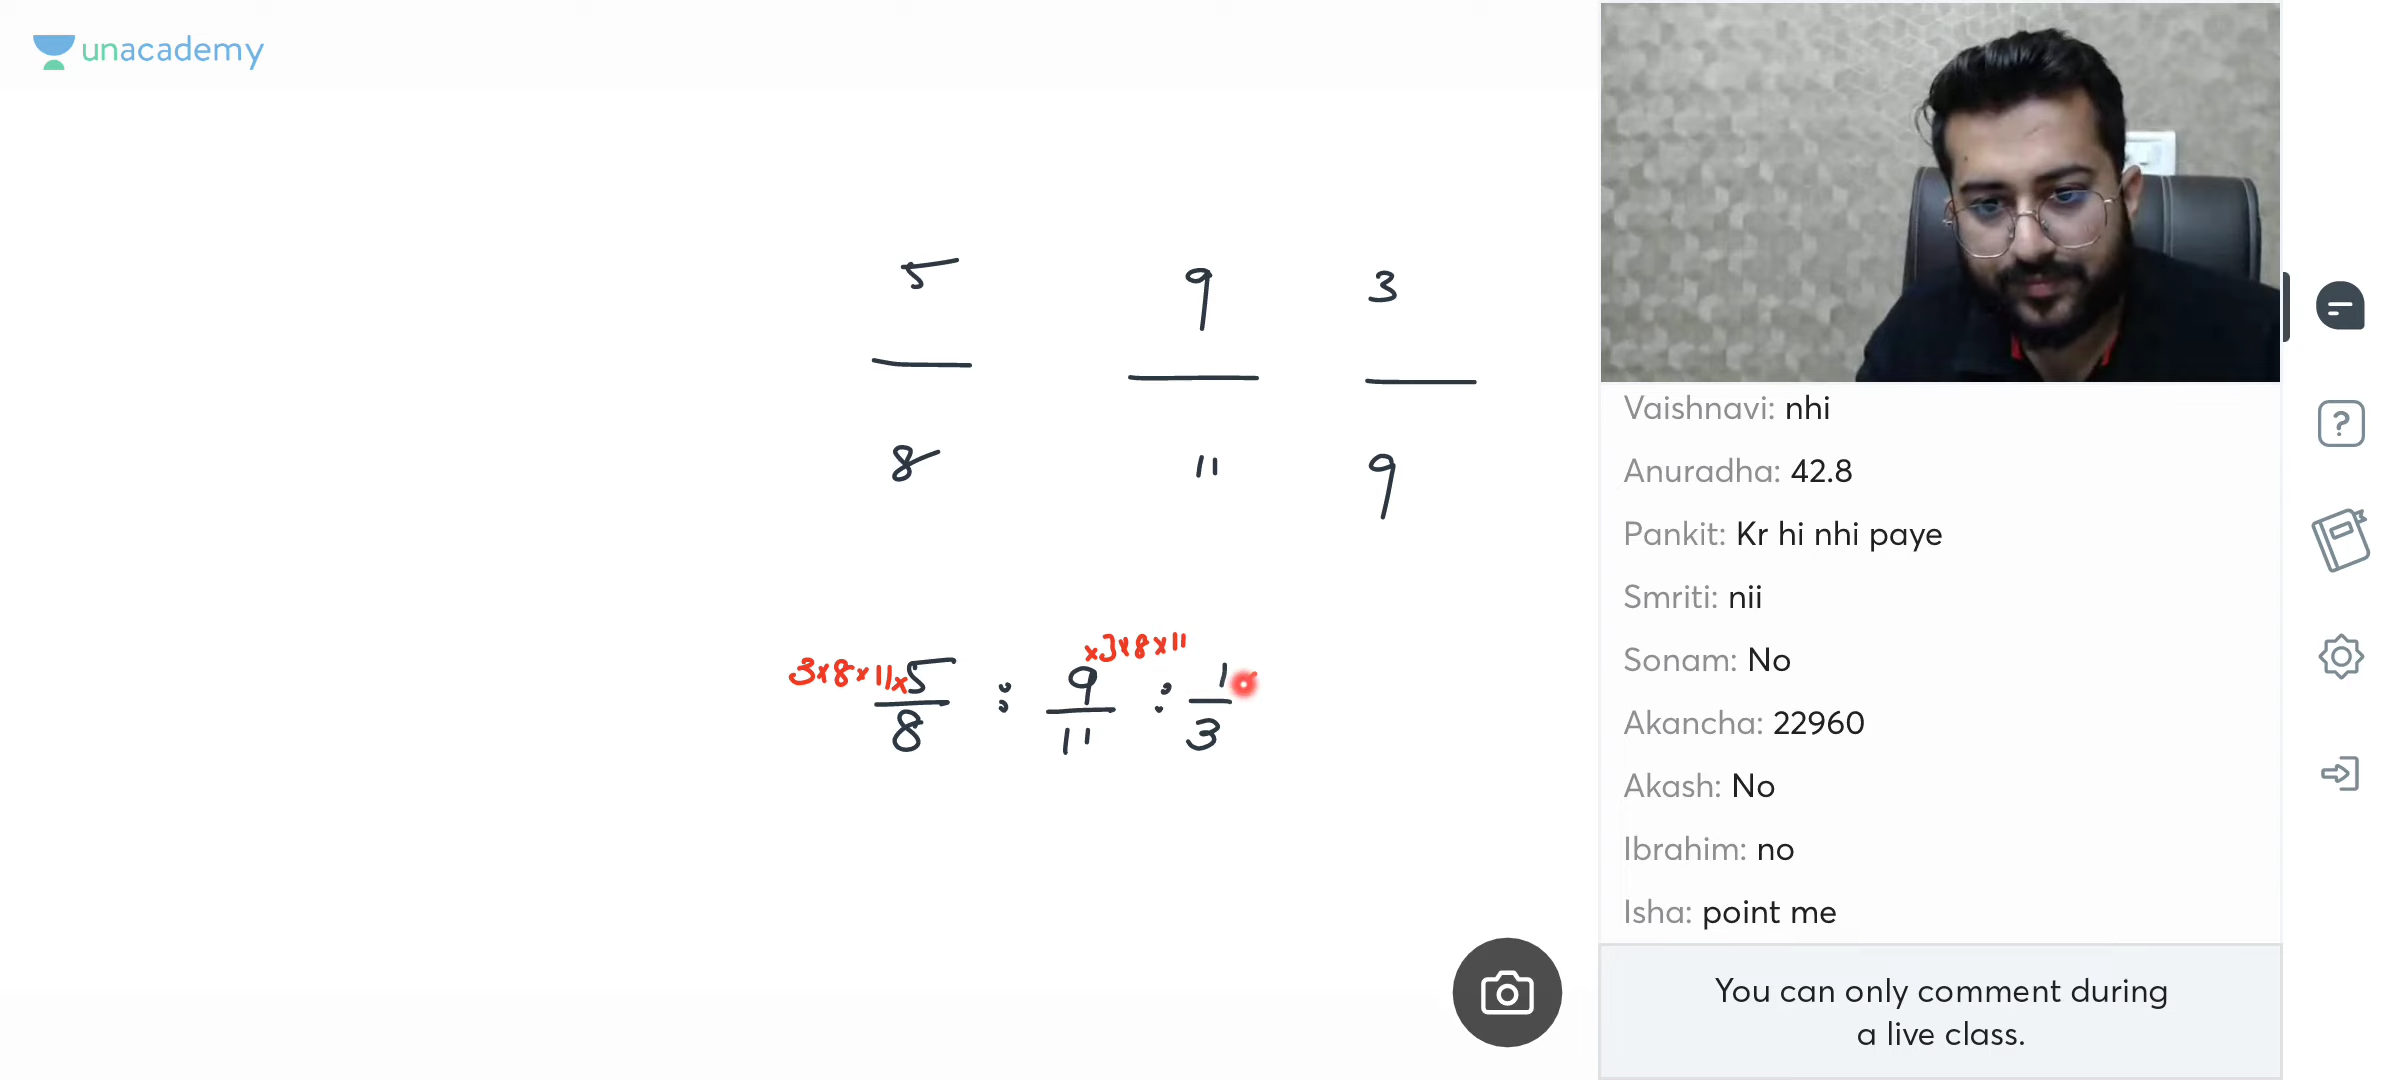 unacademy
5 9 3
8 11 9
3×8×11× ×3×8×11
5 : 9 : 1
8 11 3
Vaishnavi: nhi
Anuradha: 42.8
Pankit: Kr hi nhi paye
Smriti: nii
Sonam: No
Akancha: 22960
Akash: No
Ibrahim: no
Isha: point me
You can only comment during
a live class.
?